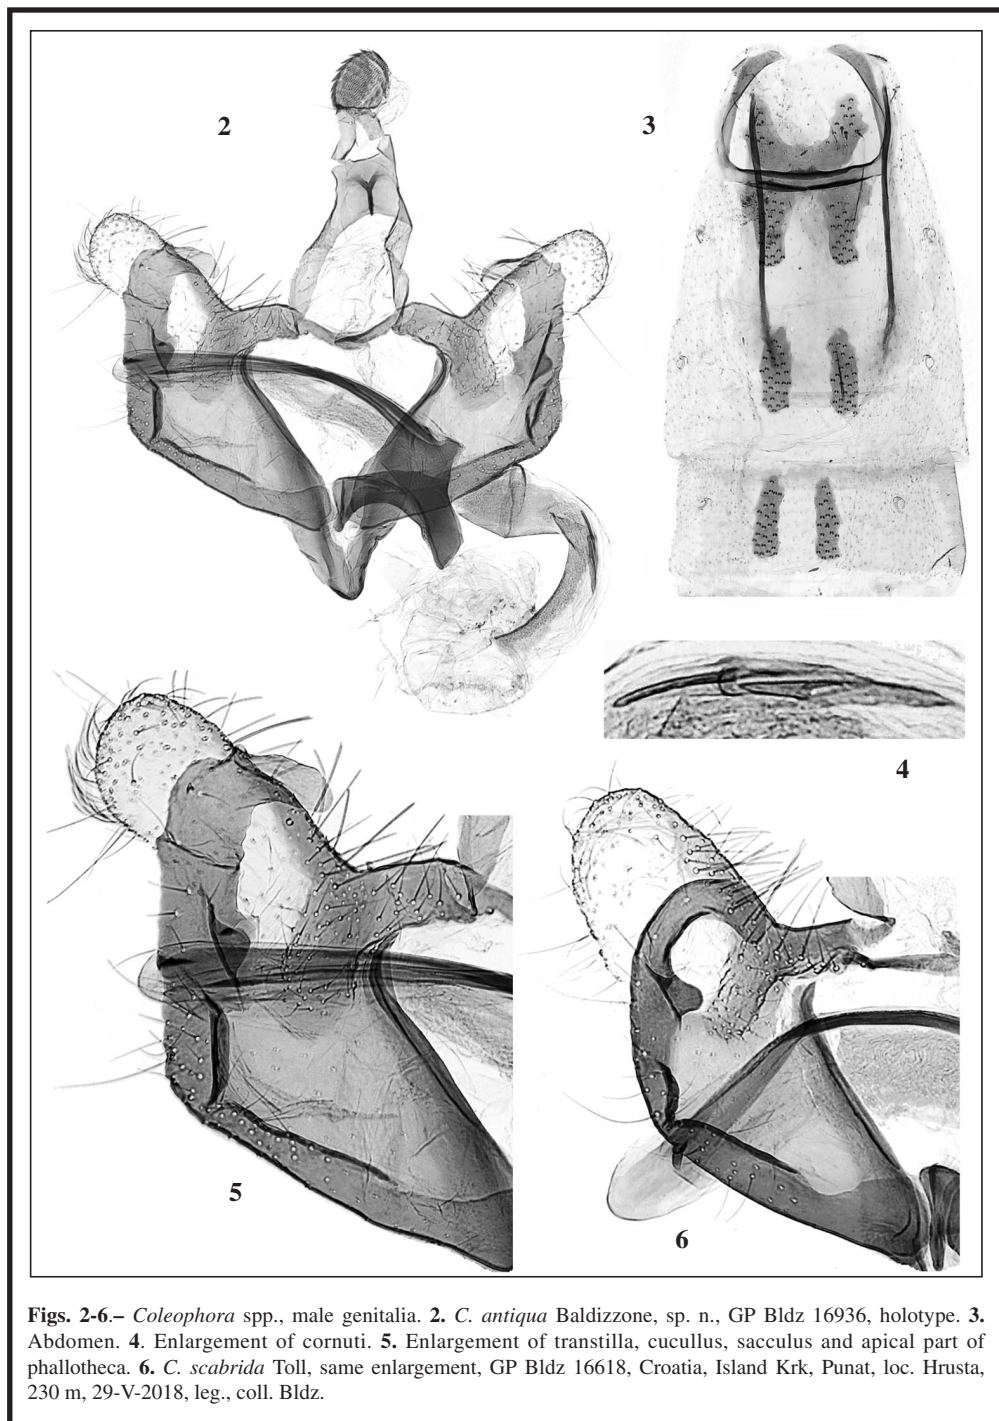 2
3
4
5
6
Figs. 2-6.– Coleophora spp., male genitalia. 2. C. antiqua Baldizzone, sp. n., GP Bldz 16936, holotype. 3.
Abdomen. 4. Enlargement of cornuti. 5. Enlargement of transtilla, cucullus, sacculus and apical part of
phallotheca. 6. C. scabrida Toll, same enlargement, GP Bldz 16618, Croatia, Island Krk, Punat, loc. Hrusta,
230 m, 29-V-2018, leg., coll. Bldz.